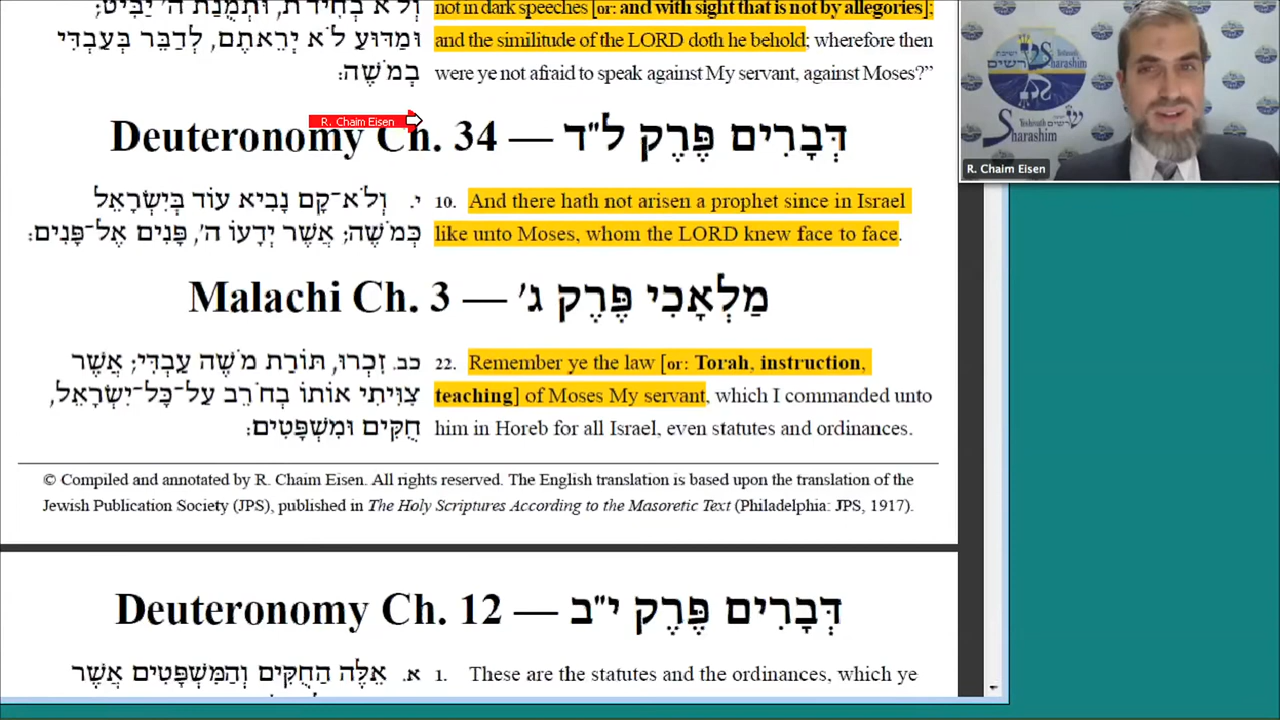 not in dark speeches [or: and with sight that is not by allegories];
and the similitude of the LORD doth he behold; wherefore then
were ye not afraid to speak against My servant, against Moses?”
וְלֹא בְחִידֹת, וּתְמֻנַת ה' יַבִּיט;
וּמַדּוּעַ לֹא יְרֵאתֶם, לְדַבֵּר בְּעַבְדִּי
בְמֹשֶׁה:
R. Chaim Eisen
Deuteronomy Ch. 34 — דְּבָרִים פֶּרֶק ל"ד
10. And there hath not arisen a prophet since in Israel
like unto Moses, whom the LORD knew face to face.
י. וְלֹא־קָם נָבִיא עוֹד בְּיִשְׂרָאֵל
כְּמֹשֶׁה; אֲשֶׁר יְדָעוֹ ה', פָּנִים אֶל־פָּנִים:
Malachi Ch. 3 — מַלְאָכִי פֶּרֶק ג'
22. Remember ye the law [or: Torah, instruction,
teaching] of Moses My servant, which I commanded unto
him in Horeb for all Israel, even statutes and ordinances.
כב. זִכְרוּ, תּוֹרַת מֹשֶׁה עַבְדִּי; אֲשֶׁר
צִוִּיתִי אוֹתוֹ בְחֹרֵב עַל־כָּל־יִשְׂרָאֵל,
חֻקִּים וּמִשְׁפָּטִים:
© Compiled and annotated by R. Chaim Eisen. All rights reserved. The English translation is based upon the translation of the
Jewish Publication Society (JPS), published in The Holy Scriptures According to the Masoretic Text (Philadelphia: JPS, 1917).
Deuteronomy Ch. 12 — דְּבָרִים פֶּרֶק י"ב
1. These are the statutes and the ordinances, which ye
א. אֵלֶּה הַחֻקִּים וְהַמִּשְׁפָּטִים אֲשֶׁר
Yeshivath
Sharashim
ישיבת
שרשים
R. Chaim Eisen